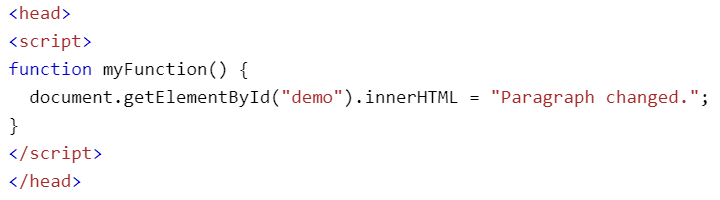 <head>
<script>
function myFunction() {
  document.getElementById("demo").innerHTML = "Paragraph changed.";
}
</script>
</head>